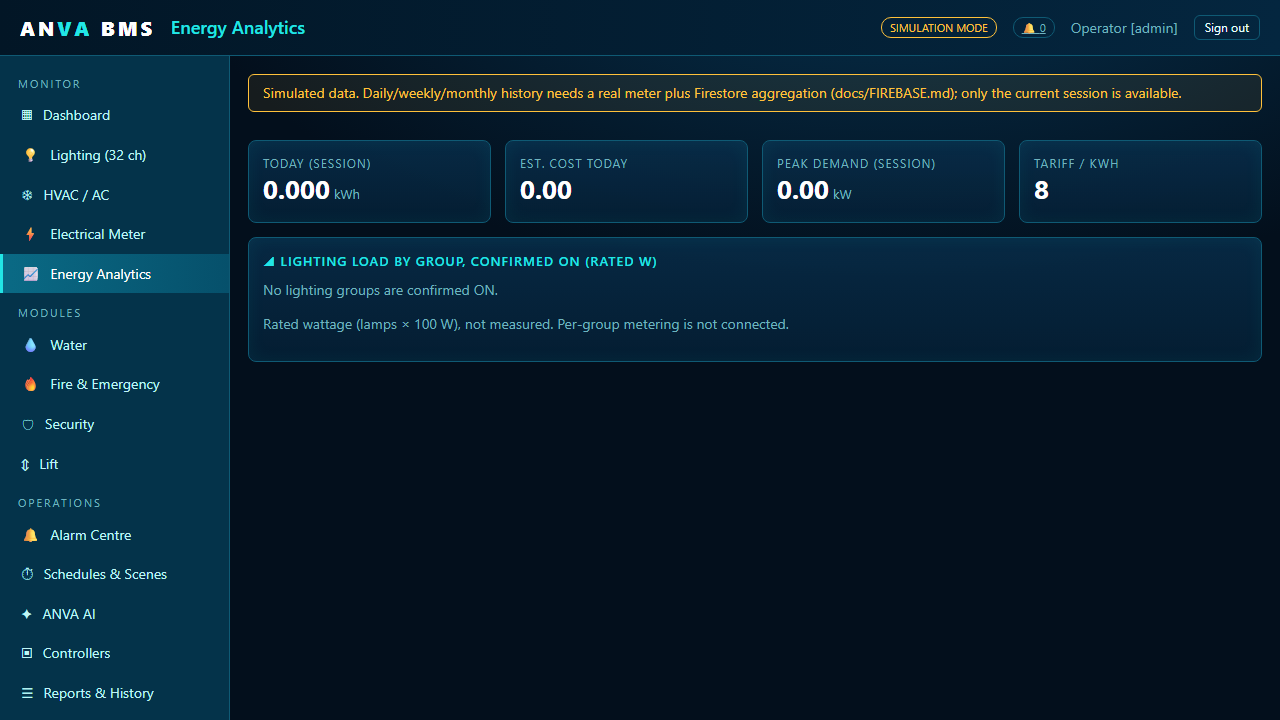 ANVA BMS
Energy Analytics
SIMULATION MODE
0
Operator [admin]
Sign out
MONITOR
Dashboard
Lighting (32 ch)
HVAC / AC
Electrical Meter
Energy Analytics
MODULES
Water
Fire & Emergency
Security
Lift
OPERATIONS
Alarm Centre
Schedules & Scenes
ANVA AI
Controllers
Reports & History
Simulated data. Daily/weekly/monthly history needs a real meter plus Firestore aggregation (docs/FIREBASE.md); only the current session is available.
TODAY (SESSION)
0.000 kWh
EST. COST TODAY
0.00
PEAK DEMAND (SESSION)
0.00 kW
TARIFF / KWH
8
LIGHTING LOAD BY GROUP, CONFIRMED ON (RATED W)
No lighting groups are confirmed ON.
Rated wattage (lamps × 100 W), not measured. Per-group metering is not connected.